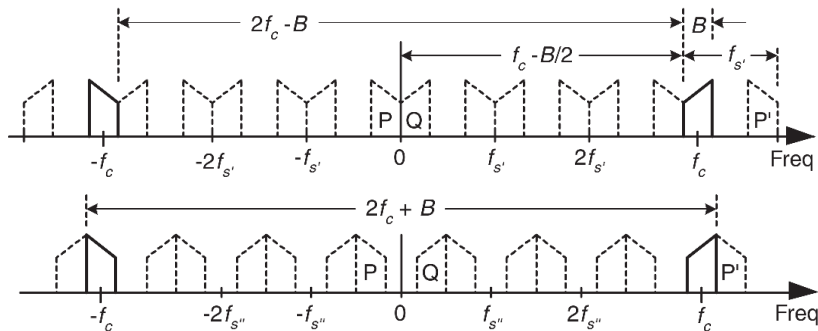 2f_c - B
B
f_c - B/2
f_s'
P
Q
P'
-f_c
-2f_s'
-f_s'
0
f_s'
2f_s'
f_c
Freq
2f_c + B
P
Q
P'
-f_c
-2f_s"
-f_s"
0
f_s"
2f_s"
f_c
Freq